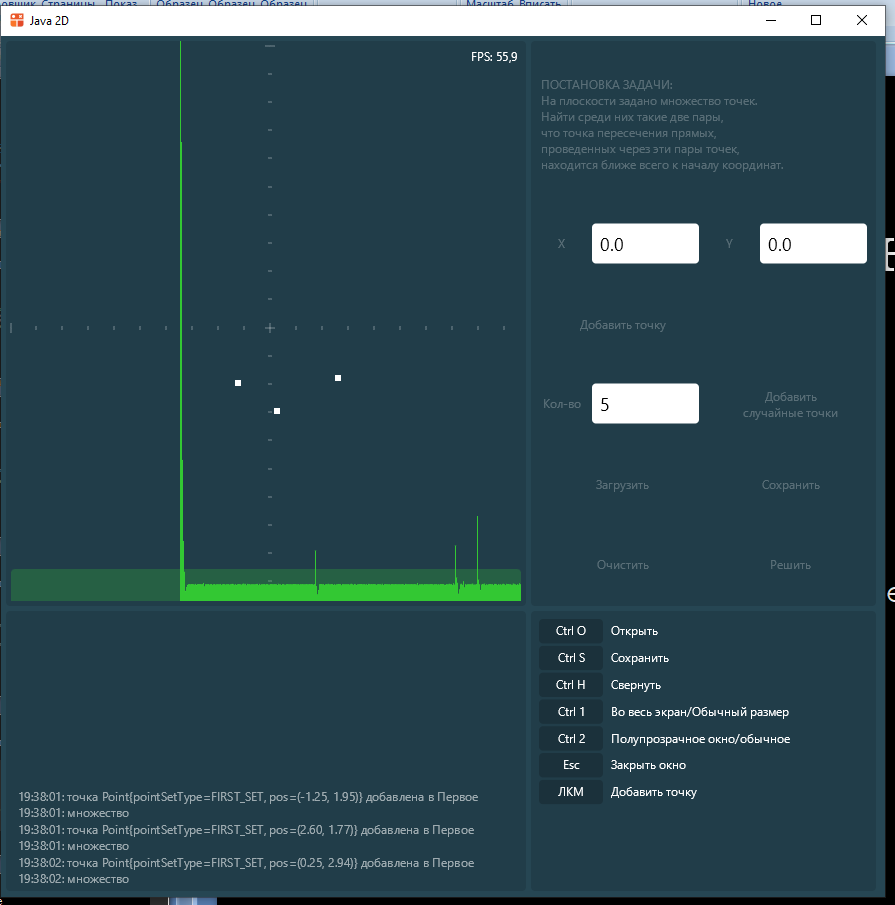 Java 2D
FPS: 55,9
ПОСТАНОВКА ЗАДАЧИ:
На плоскости задано множество точек.
Найти среди них такие две пары,
что точка пересечения прямых,
проведенных через эти пары точек,
находится ближе всего к началу координат.
X 0.0 Y 0.0
Добавить точку
Кол-во 5 Добавить
случайные точки
Загрузить Сохранить
Очистить Решить
19:38:01: точка Point{pointSetType=FIRST_SET, pos=(-1.25, 1.95)} добавлена в Первое
19:38:01: множество
19:38:01: точка Point{pointSetType=FIRST_SET, pos=(2.60, 1.77)} добавлена в Первое
19:38:01: множество
19:38:02: точка Point{pointSetType=FIRST_SET, pos=(0.25, 2.94)} добавлена в Первое
19:38:02: множество
Ctrl O Открыть
Ctrl S Сохранить
Ctrl H Свернуть
Ctrl 1 Во весь экран/Обычный размер
Ctrl 2 Полупрозрачное окно/обычное
Esc Закрыть окно
ЛКМ Добавить точку